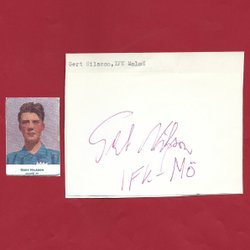 Gert Nilsson, IFK Malmö
Gert Nilsson
IFK-MÖ